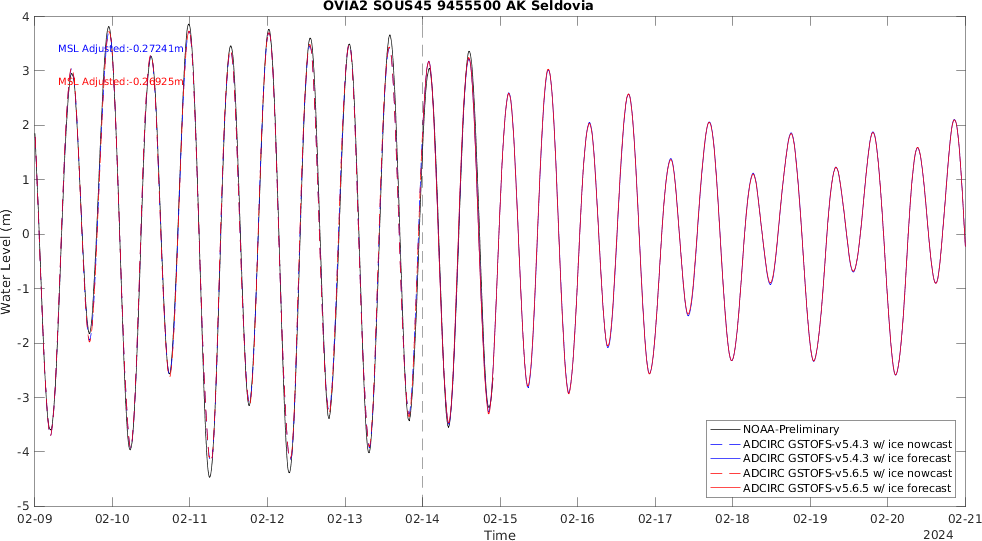 OVIA2 SOUS45 9455500 AK Seldovia
MSL Adjusted:-0.27241m
MSL Adjusted:-0.26925m
Water Level (m)
4
3
2
1
0
-1
-2
-3
-4
-5
NOAA-Preliminary
ADCIRC GSTOFS-v5.4.3 w/ ice nowcast
ADCIRC GSTOFS-v5.4.3 w/ ice forecast
ADCIRC GSTOFS-v5.6.5 w/ ice nowcast
ADCIRC GSTOFS-v5.6.5 w/ ice forecast
02-09 02-10 02-11 02-12 02-13 02-14 02-15 02-16 02-17 02-18 02-19 02-20 02-21
Time
2024